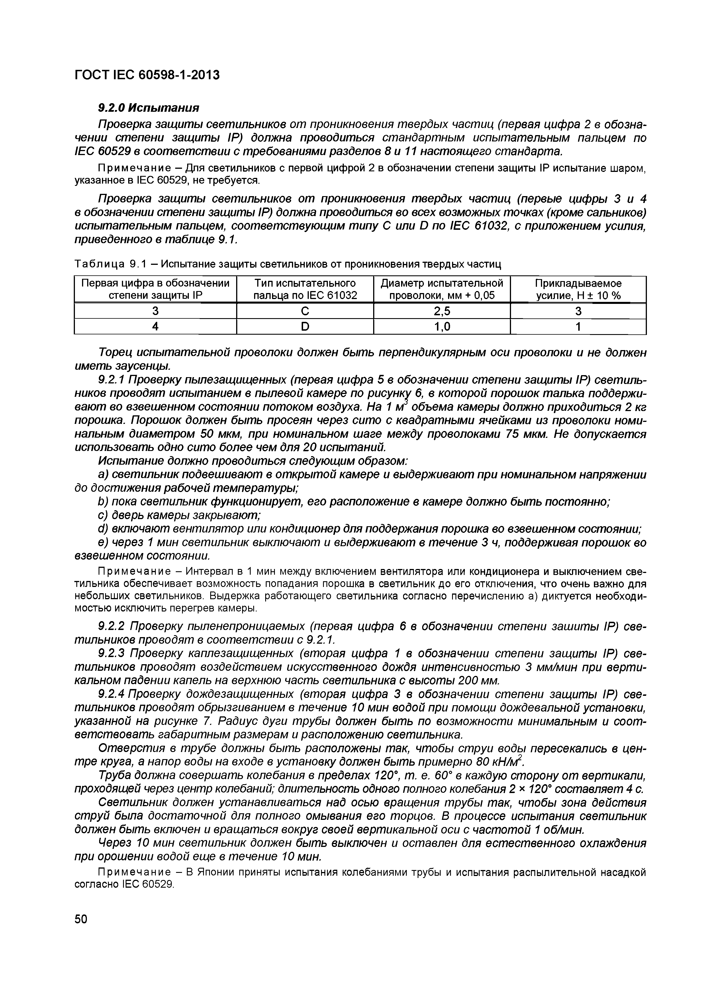 ГОСТ IEC 60598-1-2013
9.2.0 Испытания
Проверка защиты светильников от проникновения твердых частиц (первая цифра 2 в обозна-
чении степени защиты IP) должна проводиться стандартным испытательным пальцем по
IEC 60529 в соответствии с требованиями разделов 8 и 11 настоящего стандарта.
Примечание – Для светильников с первой цифрой 2 в обозначении степени защиты IP испытание шаром,
указанное в IEC 60529, не требуется.
Проверка защиты светильников от проникновения твердых частиц (первые цифры 3 и 4
в обозначении степени защиты IP) должна проводиться во всех возможных точках (кроме сальников)
испытательным пальцем, соответствующим типу C или D по IEC 61032, с приложением усилия,
приведенного в таблице 9.1.
Таблица 9.1 – Испытание защиты светильников от проникновения твердых частиц
Первая цифра в обозначении степени защиты IP
Тип испытательного пальца по IEC 61032
Диаметр испытательной проволоки, мм + 0,05
Прикладываемое усилие, Н ± 10 %
3 C 2,5 3
4 D 1,0 1
Торец испытательной проволоки должен быть перпендикулярным оси проволоки и не должен
иметь заусенцы.
9.2.1 Проверку пылезащищенных (первая цифра 5 в обозначении степени защиты IP) светиль-
ников проводят испытанием в пылевой камере по рисунку 6, в которой порошок талька поддержи-
вают во взвешенном состоянии потоком воздуха. На 1 м³ объема камеры должно приходиться 2 кг
порошка. Порошок должен быть просеян через сито с квадратными ячейками из проволоки номи-
нальным диаметром 50 мкм, при номинальном шаге между проволоками 75 мкм. Не допускается
использовать одно сито более чем для 20 испытаний.
Испытание должно проводиться следующим образом:
a) светильник подвешивают в открытой камере и выдерживают при номинальном напряжении
до достижения рабочей температуры;
b) пока светильник функционирует, его расположение в камере должно быть постоянно;
c) дверь камеры закрывают;
d) включают вентилятор или кондиционер для поддержания порошка во взвешенном состоянии;
e) через 1 мин светильник выключают и выдерживают в течение 3 ч, поддерживая порошок во
взвешенном состоянии.
Примечание – Интервал в 1 мин между включением вентилятора или кондиционера и выключением све-
тильника обеспечивает возможность попадания порошка в светильник до его отключения, что очень важно для
небольших светильников. Выдержка работающего светильника согласно перечислению a) диктуется необходи-
мостью исключить перегрев камеры.
9.2.2 Проверку пыленепроницаемых (первая цифра 6 в обозначении степени зашиты IP) све-
тильников проводят в соответствии с 9.2.1.
9.2.3 Проверку каплезащищенных (вторая цифра 1 в обозначении степени защиты IP) све-
тильников проводят воздействием искусственного дождя интенсивностью 3 мм/мин при верти-
кальном падении капель на верхнюю часть светильника с высоты 200 мм.
9.2.4 Проверку дождезащищенных (вторая цифра 3 в обозначении степени защиты IP) све-
тильников проводят обрызгиванием в течение 10 мин водой при помощи дождевальной установки,
указанной на рисунке 7. Радиус дуги трубы должен быть по возможности минимальным и соот-
ветствовать габаритным размерам и расположению светильника.
Отверстия в трубе должны быть расположены так, чтобы струи воды пересекались в цен-
тре круга, а напор воды на входе в установку должен быть примерно 80 кН/м².
Труба должна совершать колебания в пределах 120°, т. е. 60° в каждую сторону от вертикали,
проходящей через центр колебаний; длительность одного полного колебания 2 × 120° составляет 4 с.
Светильник должен устанавливаться над осью вращения трубы так, чтобы зона действия
струй была достаточной для полного омывания его торцов. В процессе испытания светильник
должен быть включен и вращаться вокруг своей вертикальной оси с частотой 1 об/мин.
Через 10 мин светильник должен быть выключен и оставлен для естественного охлаждения
при орошении водой еще в течение 10 мин.
Примечание – В Японии приняты испытания колебаниями трубы и испытания распылительной насадкой
согласно IEC 60529.
50